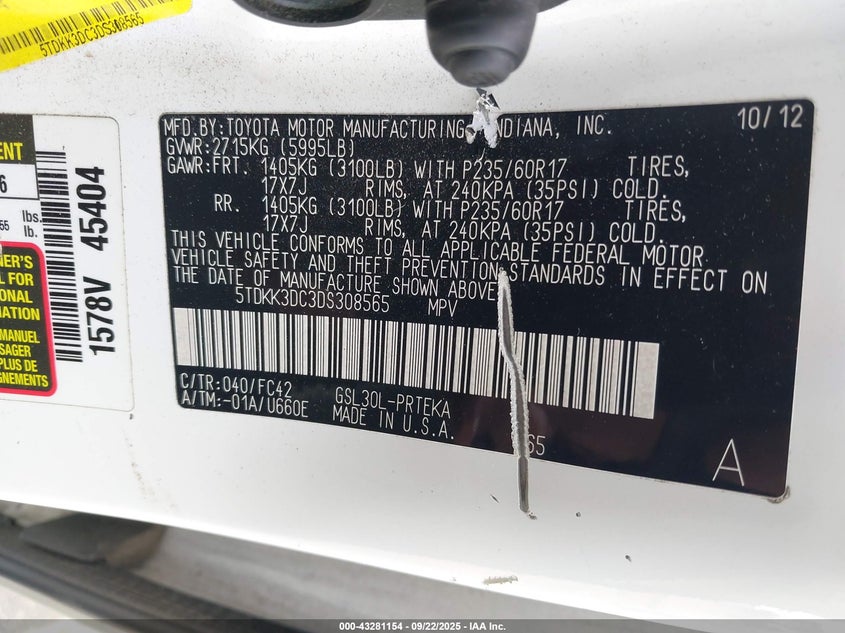 5TDKK3DC3DS308565
MFD.BY:TOYOTA MOTOR MANUFACTURING INDIANA, INC. 10/12
GVWR:2715KG (5995LB)
GAWR:FRT. 1405KG (3100LB) WITH P235/60R17 TIRES,
17X7J RIMS, AT 240KPA (35PSI) COLD.
RR. 1405KG (3100LB) WITH P235/60R17 TIRES,
17X7J RIMS, AT 240KPA (35PSI) COLD.
THIS VEHICLE CONFORMS TO ALL APPLICABLE FEDERAL MOTOR
VEHICLE SAFETY AND THEFT PREVENTION STANDARDS IN EFFECT ON
THE DATE OF MANUFACTURE SHOWN ABOVE.
5TDKK3DC3DS308565 MPV
C/TR:040/FC42 GSL30L-PRTEKA
A/TM:-01A/U660E MADE IN U.S.A.
65
A
1578V 45404
lbs.
lb.
FOR
MANUEL
PLUS DE
000-43281154 - 09/22/2025 - IAA Inc.